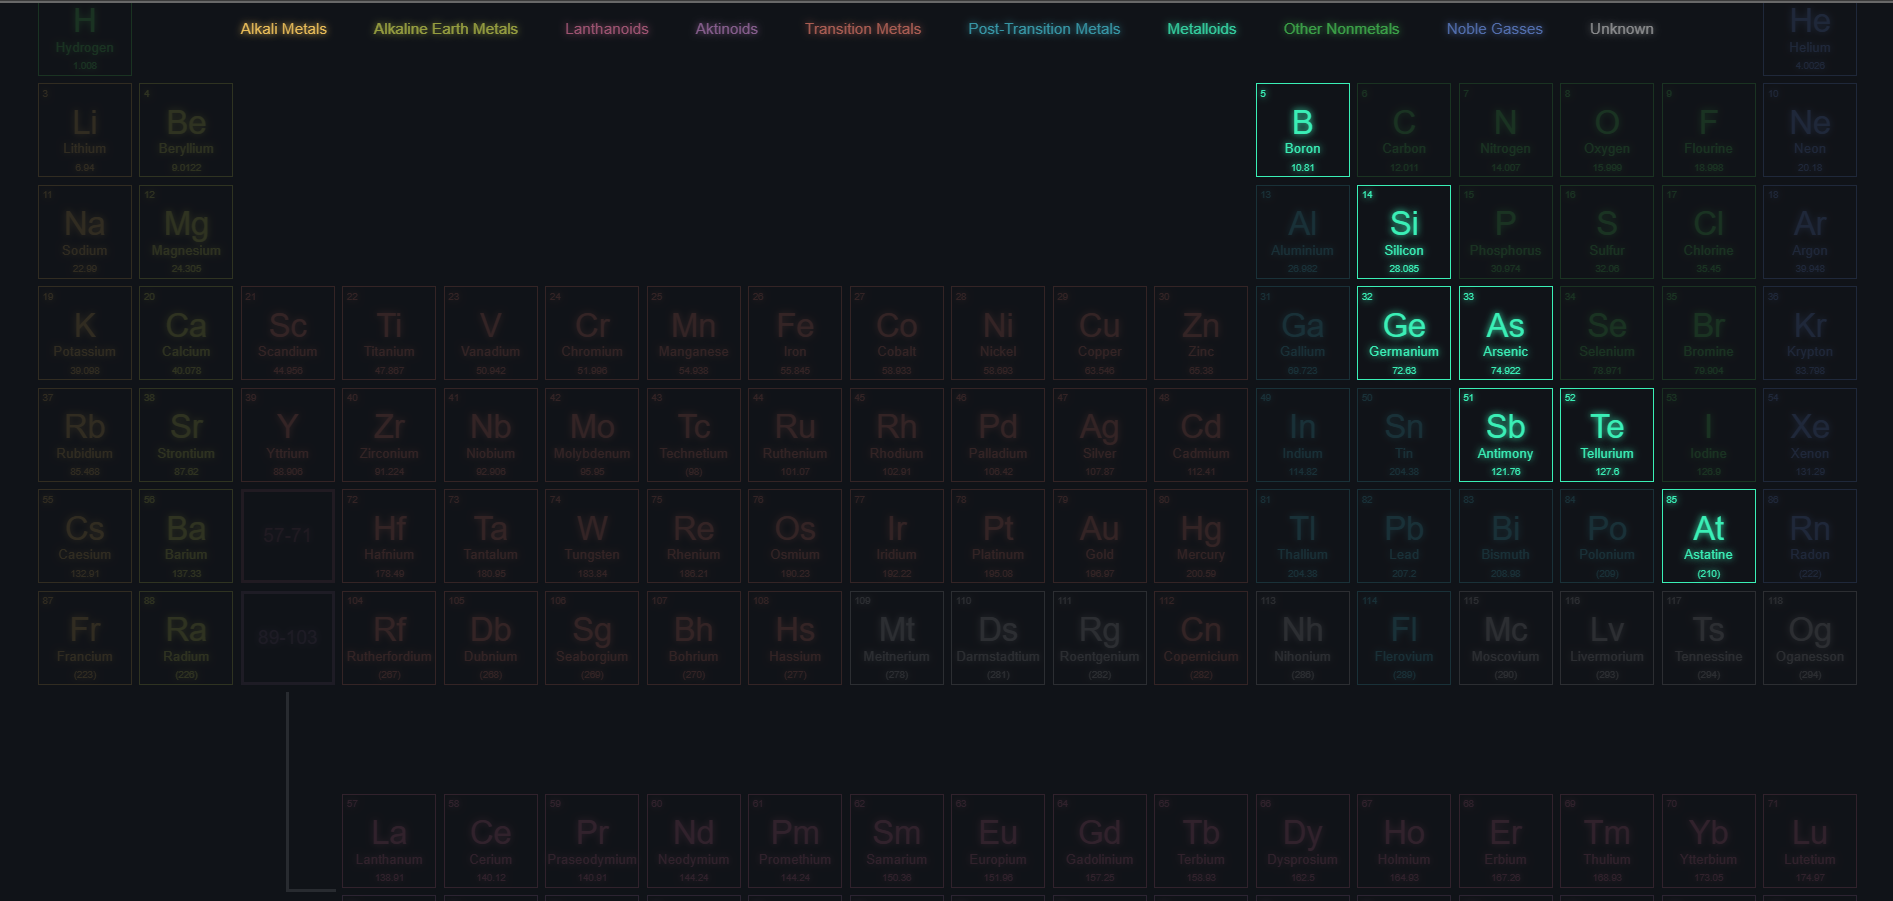 H
Hydrogen
1.008
Alkali Metals
Alkaline Earth Metals
Lanthanoids
Aktinoids
Transition Metals
Post-Transition Metals
Metalloids
Other Nonmetals
Noble Gasses
Unknown
He
Helium
4.0026
3
Li
Lithium
6.94
4
Be
Beryllium
9.0122
5
B
Boron
10.81
6
C
Carbon
12.011
7
N
Nitrogen
14.007
8
O
Oxygen
15.999
9
F
Flourine
18.998
10
Ne
Neon
20.18
11
Na
Sodium
22.99
12
Mg
Magnesium
24.305
13
Al
Aluminium
26.982
14
Si
Silicon
28.085
15
P
Phosphorus
30.974
16
S
Sulfur
32.06
17
Cl
Chlorine
35.45
18
Ar
Argon
39.948
19
K
Potassium
39.098
20
Ca
Calcium
40.078
21
Sc
Scandium
44.956
22
Ti
Titanium
47.867
23
V
Vanadium
50.942
24
Cr
Chromium
51.996
25
Mn
Manganese
54.938
26
Fe
Iron
55.845
27
Co
Cobalt
58.933
28
Ni
Nickel
58.693
29
Cu
Copper
63.546
30
Zn
Zinc
65.38
31
Ga
Gallium
69.723
32
Ge
Germanium
72.63
33
As
Arsenic
74.922
34
Se
Selenium
78.971
35
Br
Bromine
79.904
36
Kr
Krypton
83.798
37
Rb
Rubidium
85.468
38
Sr
Strontium
87.62
39
Y
Yttrium
88.906
40
Zr
Zirconium
91.224
41
Nb
Niobium
92.906
42
Mo
Molybdenum
95.95
43
Tc
Technetium
(98)
44
Ru
Ruthenium
101.07
45
Rh
Rhodium
102.91
46
Pd
Palladium
106.42
47
Ag
Silver
107.87
48
Cd
Cadmium
112.41
49
In
Indium
114.82
50
Sn
Tin
204.38
51
Sb
Antimony
121.76
52
Te
Tellurium
127.6
53
I
Iodine
126.9
54
Xe
Xenon
131.29
55
Cs
Caesium
132.91
56
Ba
Barium
137.33
57-71
72
Hf
Hafnium
178.49
73
Ta
Tantalum
180.95
74
W
Tungsten
183.84
75
Re
Rhenium
186.21
76
Os
Osmium
190.23
77
Ir
Iridium
192.22
78
Pt
Platinum
195.08
79
Au
Gold
196.97
80
Hg
Mercury
200.59
81
Tl
Thallium
204.38
82
Pb
Lead
207.2
83
Bi
Bismuth
208.98
84
Po
Polonium
(209)
85
At
Astatine
(210)
86
Rn
Radon
(222)
87
Fr
Francium
(223)
88
Ra
Radium
(226)
89-103
104
Rf
Rutherfordium
(267)
105
Db
Dubnium
(268)
106
Sg
Seaborgium
(269)
107
Bh
Bohrium
(270)
108
Hs
Hassium
(277)
109
Mt
Meitnerium
(278)
110
Ds
Darmstadtium
(281)
111
Rg
Roentgenium
(282)
112
Cn
Copernicium
(282)
113
Nh
Nihonium
(286)
114
Fl
Flerovium
(289)
115
Mc
Moscovium
(290)
116
Lv
Livermorium
(293)
117
Ts
Tennessine
(294)
118
Og
Oganesson
(294)
57
La
Lanthanum
138.91
58
Ce
Cerium
140.12
59
Pr
Praseodymium
140.91
60
Nd
Neodymium
144.24
61
Pm
Promethium
144.24
62
Sm
Samarium
150.36
63
Eu
Europium
151.96
64
Gd
Gadolinium
157.25
65
Tb
Terbium
158.93
66
Dy
Dysprosium
162.5
67
Ho
Holmium
164.93
68
Er
Erbium
167.26
69
Tm
Thulium
168.93
70
Yb
Ytterbium
173.05
71
Lu
Lutetium
174.97